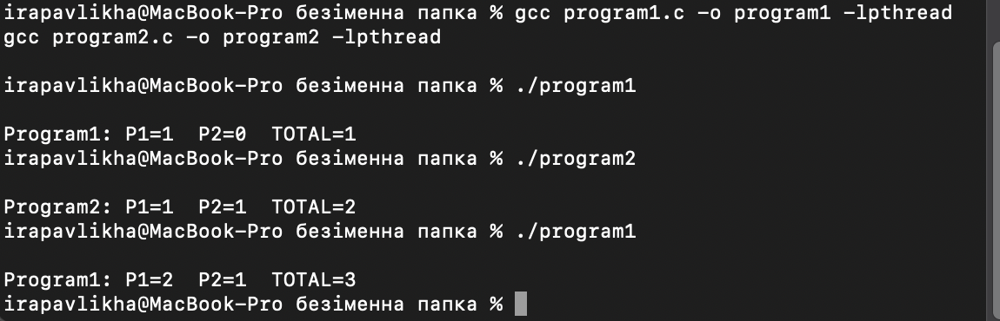 irapavlikha@MacBook-Pro безіменна папка % gcc program1.c -o program1 -lpthread
gcc program2.c -o program2 -lpthread
irapavlikha@MacBook-Pro безіменна папка % ./program1
Program1: P1=1  P2=0  TOTAL=1
irapavlikha@MacBook-Pro безіменна папка % ./program2
Program2: P1=1  P2=1  TOTAL=2
irapavlikha@MacBook-Pro безіменна папка % ./program1
Program1: P1=2  P2=1  TOTAL=3
irapavlikha@MacBook-Pro безіменна папка %